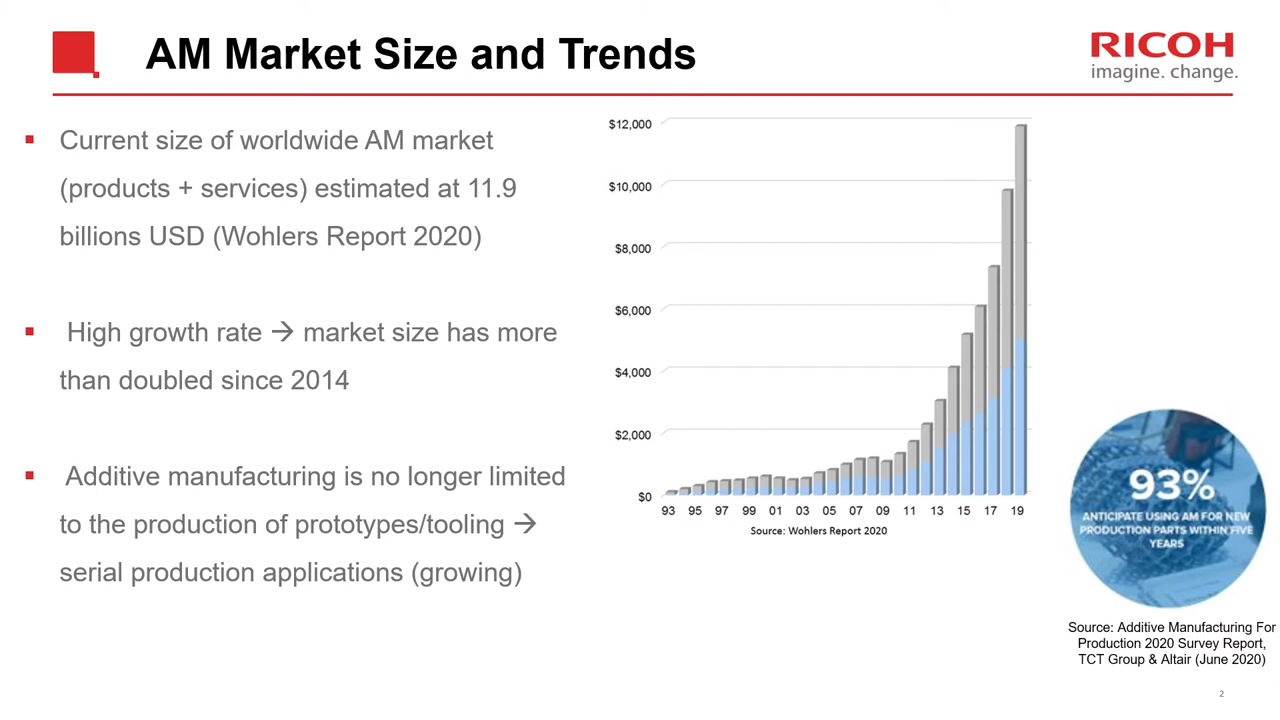 AM Market Size and Trends
RICOH
imagine. change.
▪ Current size of worldwide AM market
(products + services) estimated at 11.9
billions USD (Wohlers Report 2020)
▪ High growth rate → market size has more
than doubled since 2014
▪ Additive manufacturing is no longer limited
to the production of prototypes/tooling →
serial production applications (growing)
$12,000
$10,000
$8,000
$6,000
$4,000
$2,000
$0
93 95 97 99 01 03 05 07 09 11 13 15 17 19
Source: Wohlers Report 2020
93%
ANTICIPATE USING AM FOR NEW
PRODUCTION PARTS WITHIN FIVE
YEARS
Source: Additive Manufacturing For
Production 2020 Survey Report,
TCT Group & Altair (June 2020)
2